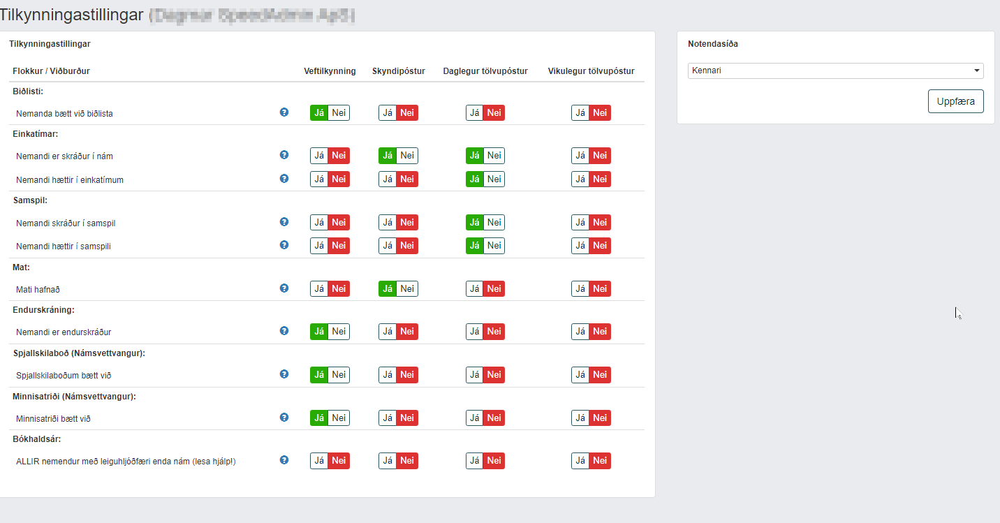 Tilkynningastillingar
Tilkynningastillingar
Flokkur / Viðburður Veftilkynning Skyndipóstur Daglegur tölvupóstur Vikulegur tölvupóstur
Biðlisti:
Nemanda bætt við biðlista Já Nei Já Nei Já Nei Já Nei
Einkatímar:
Nemandi er skráður í nám Já Nei Já Nei Já Nei Já Nei
Nemandi hættir í einkatímum Já Nei Já Nei Já Nei Já Nei
Samspil:
Nemandi skráður í samspil Já Nei Já Nei Já Nei Já Nei
Nemandi hættir í samspili Já Nei Já Nei Já Nei Já Nei
Mat:
Mati hafnað Já Nei Já Nei Já Nei Já Nei
Endurskráning:
Nemandi er endurskráður Já Nei Já Nei Já Nei Já Nei
Spjallskilaboð (Námsvettvangur):
Spjallskilaboðum bætt við Já Nei Já Nei Já Nei Já Nei
Minnisatriði (Námsvettvangur):
Minnisatriði bætt við Já Nei Já Nei Já Nei Já Nei
Bókhaldsár:
ALLIR nemendur með leiguhljóðfæri enda nám (lesa hjálp!) Já Nei Já Nei Já Nei Já Nei
Notendasíða
Kennari
Uppfæra